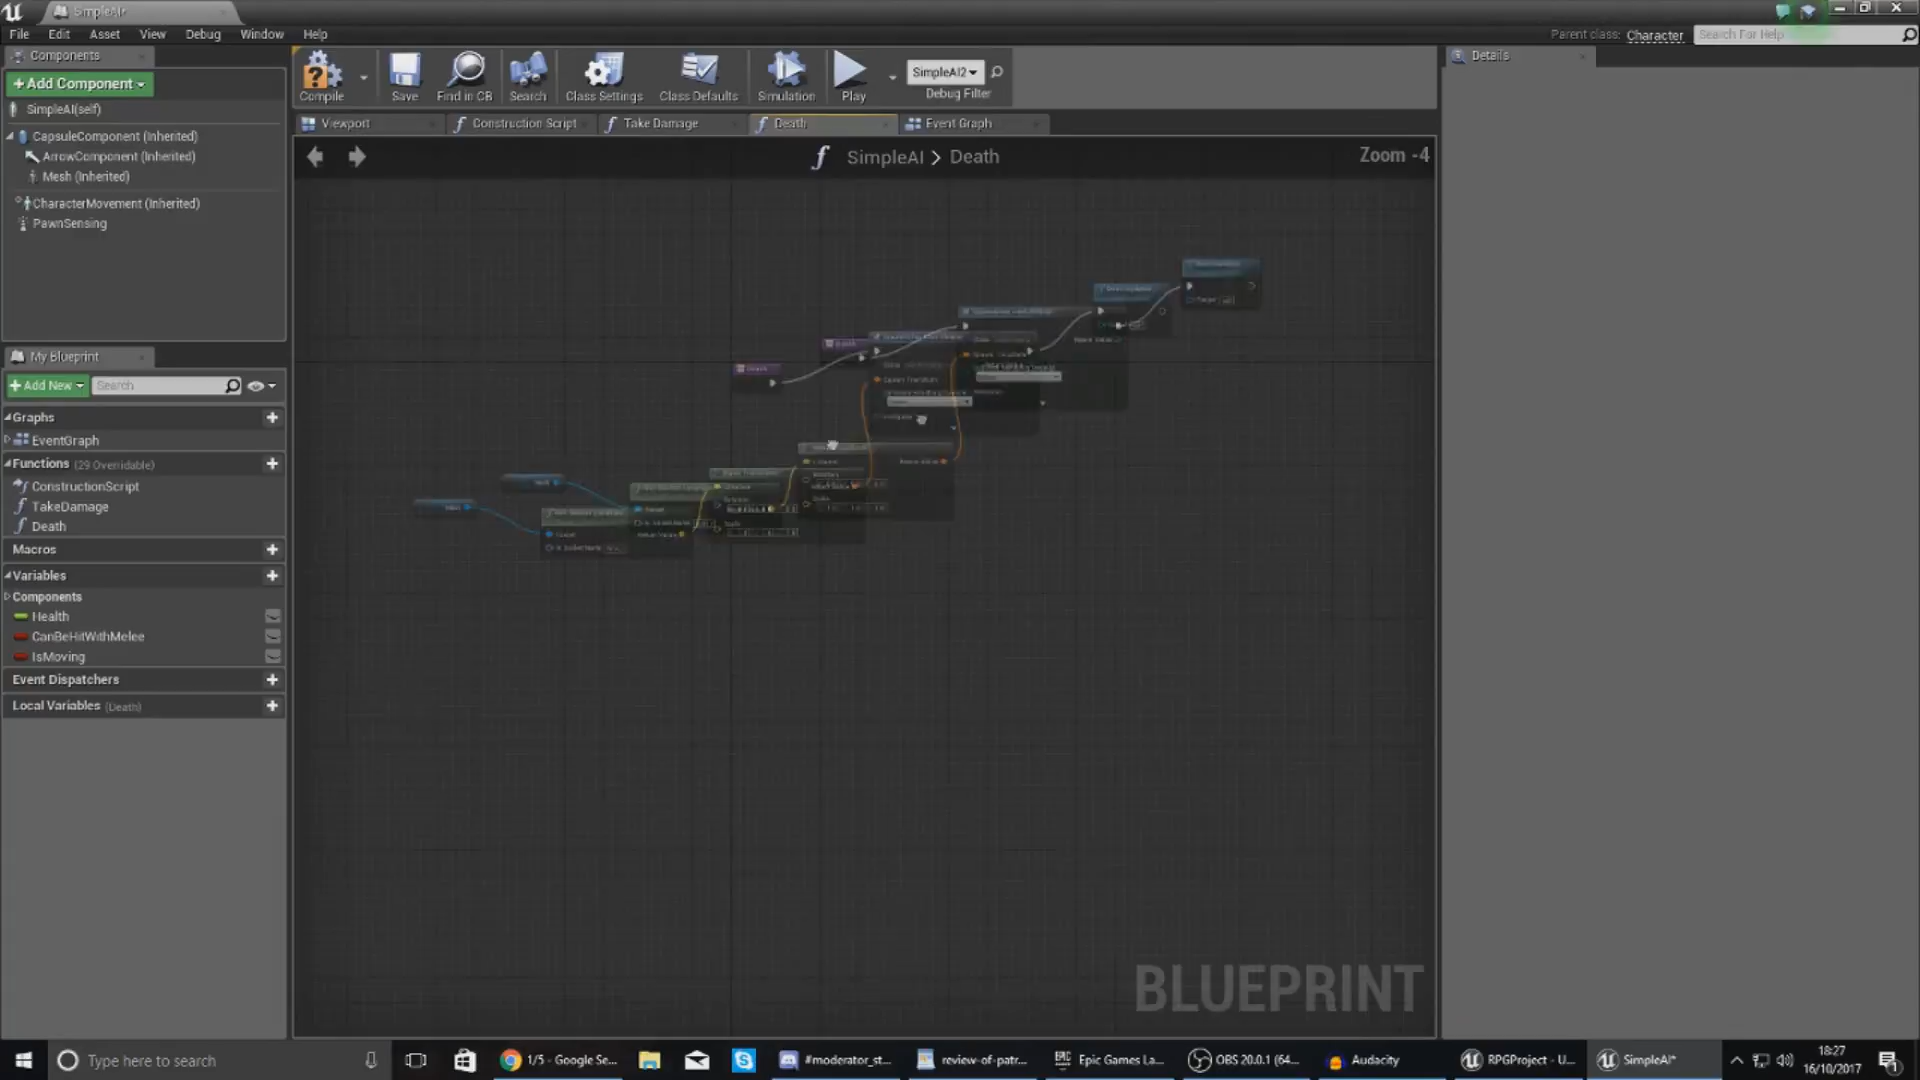 SimpleAI*
File Edit Asset View Debug Window Help
Parent class: Character Search For Help
Components
+Add Component
SimpleAI(self)
CapsuleComponent (Inherited)
ArrowComponent (Inherited)
Mesh (Inherited)
CharacterMovement (Inherited)
PawnSensing
Compile Save Find in CB Search Class Settings Class Defaults Simulation Play
SimpleAI2
Debug Filter
Details
Viewport Construction Script Take Damage Death Event Graph
SimpleAI > Death
Zoom -4
My Blueprint
+Add New Search
Graphs
EventGraph
Functions (29 Overridable)
ConstructionScript
TakeDamage
Death
Macros
Variables
Components
Health
CanBeHitWithMelee
IsMoving
Event Dispatchers
Local Variables (Death)
Spawn Transform
Return Value
Target
BLUEPRINT
Type here to search
1/5 - Google Se...
#moderator_st...
review-of-patr...
Epic Games La...
OBS 20.0.1 (64...
Audacity
RPGProject - U...
SimpleAI*
18:27
16/10/2017